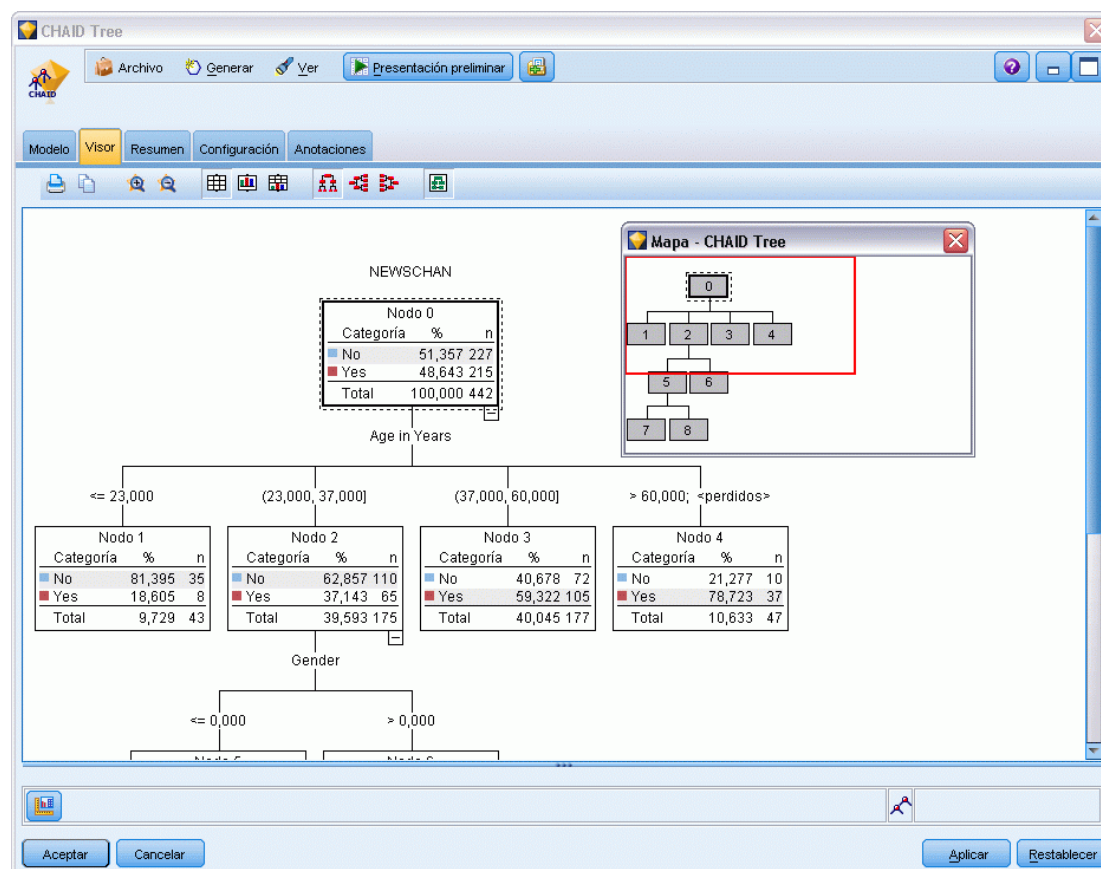 CHAID Tree
CHAID
Archivo Generar Ver Presentación preliminar
Modelo Visor Resumen Configuración Anotaciones
Mapa - CHAID Tree
0
1 2 3 4
5 6
7 8
NEWSCHAN
Nodo 0
Categoría % n
No 51,357 227
Yes 48,643 215
Total 100,000 442
Age in Years
<= 23,000 (23,000, 37,000] (37,000, 60,000] > 60,000; <perdidos>
Nodo 1
Categoría % n
No 81,395 35
Yes 18,605 8
Total 9,729 43
Nodo 2
Categoría % n
No 62,857 110
Yes 37,143 65
Total 39,593 175
Nodo 3
Categoría % n
No 40,678 72
Yes 59,322 105
Total 40,045 177
Nodo 4
Categoría % n
No 21,277 10
Yes 78,723 37
Total 10,633 47
Gender
<= 0,000 > 0,000
Nodo 5 Nodo 6
Aceptar Cancelar Aplicar Restablecer